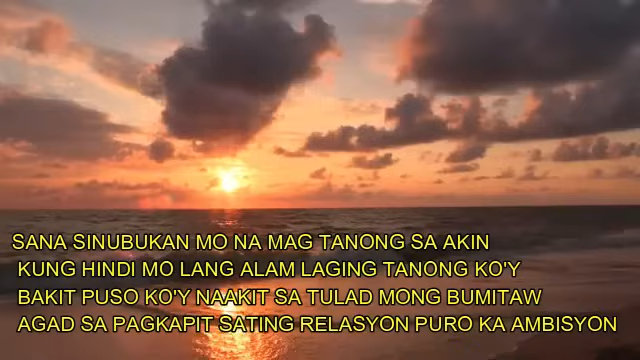 SANA SINUBUKAN MO NA MAG TANONG SA AKIN
KUNG HINDI MO LANG ALAM LAGING TANONG KO'Y
BAKIT PUSO KO'Y NAAKIT SA TULAD MONG BUMITAW
AGAD SA PAGKAPIT SATING RELASYON PURO KA AMBISYON